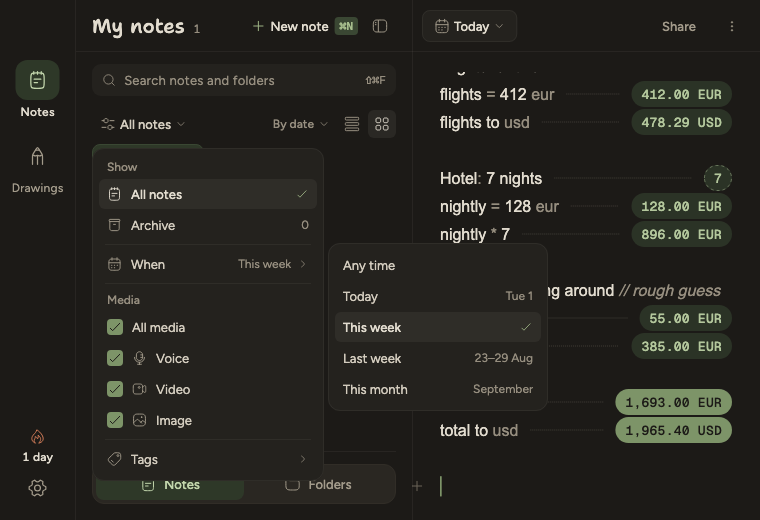 My notes 1
+ New note ⌘N
Today
Share
Search notes and folders ⇧⌘F
Notes
Drawings
All notes
By date
Show
All notes
Archive 0
When This week
Media
All media
Voice
Video
Image
Tags
Any time
Today Tue 1
This week
Last week 23–29 Aug
This month September
flights = 412 eur 412.00 EUR
flights to usd 478.29 USD
Hotel: 7 nights 7
nightly = 128 eur 128.00 EUR
nightly * 7 896.00 EUR
ng around // rough guess
55.00 EUR
385.00 EUR
1,693.00 EUR
total to usd 1,965.40 USD
1 day
Notes
Folders
+